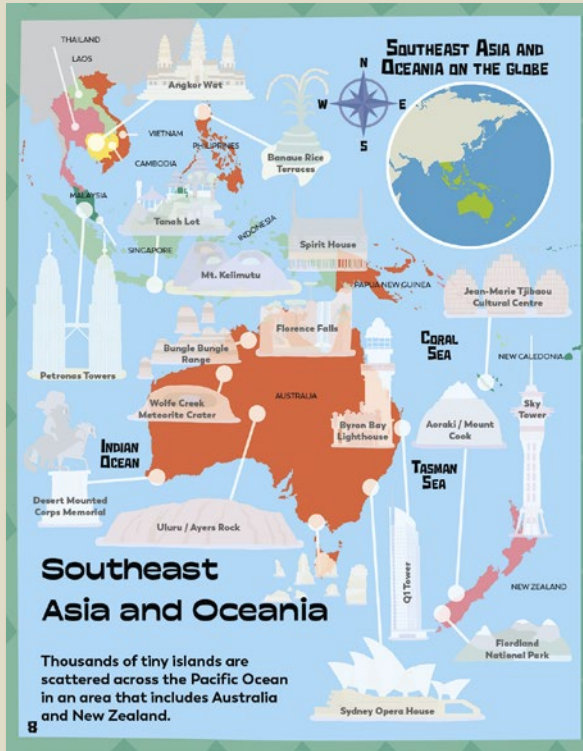 THAILAND
LAOS
Angkor Wat
VIETNAM
CAMBODIA
PHILIPPINES
Banaue Rice
Terraces
N
W
E
S
SOUTHEAST ASIA AND
OCEANIA ON THE GLOBE
MALAYSIA
SINGAPORE
Tanah Lot
INDONESIA
Mt. Kelimutu
Spirit House
PAPUA NEW GUINEA
Jean-Marie Tjibaou
Cultural Centre
Petronas Towers
Bungle Bungle
Range
Florence Falls
CORAL
SEA
NEW CALEDONIA
Wolfe Creek
Meteorite Crater
AUSTRALIA
Byron Bay
Lighthouse
Aoraki / Mount
Cook
Sky
Tower
INDIAN
OCEAN
TASMAN
SEA
Desert Mounted
Corps Memorial
Uluru / Ayers Rock
Q1 Tower
NEW ZEALAND
Fiordland
National Park
Sydney Opera House
Southeast
Asia and Oceania
Thousands of tiny islands are
scattered across the Pacific Ocean
in an area that includes Australia
and New Zealand.
8